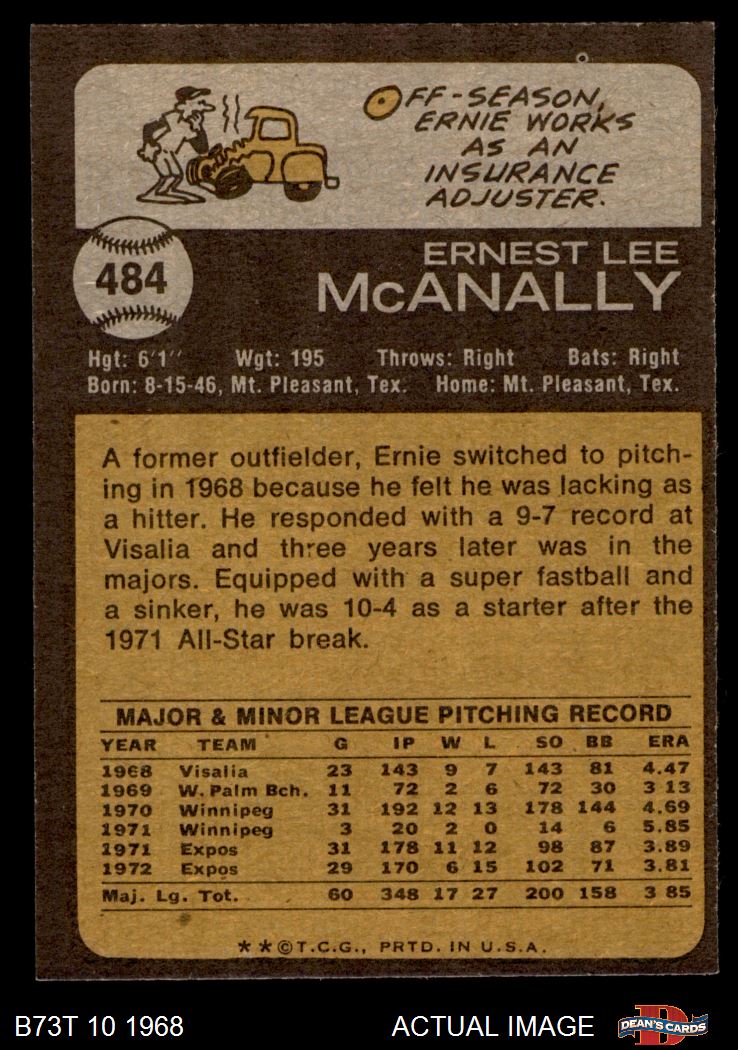 OFF-SEASON,
ERNIE WORKS
AS AN
INSURANCE
ADJUSTER.
484
ERNEST LEE
McANALLY
Hgt: 6'1" Wgt: 195 Throws: Right Bats: Right
Born: 8-15-46, Mt. Pleasant, Tex. Home: Mt. Pleasant, Tex.
A former outfielder, Ernie switched to pitch-
ing in 1968 because he felt he was lacking as
a hitter. He responded with a 9-7 record at
Visalia and three years later was in the
majors. Equipped with a super fastball and
a sinker, he was 10-4 as a starter after the
1971 All-Star break.
MAJOR & MINOR LEAGUE PITCHING RECORD
YEAR TEAM G IP W L SO BB ERA
1968 Visalia 23 143 9 7 143 81 4.47
1969 W. Palm Bch. 11 72 2 6 72 30 3 13
1970 Winnipeg 31 192 12 13 178 144 4.69
1971 Winnipeg 3 20 2 0 14 6 5.85
1971 Expos 31 178 11 12 98 87 3.89
1972 Expos 29 170 6 15 102 71 3.81
Maj. Lg. Tot. 60 348 17 27 200 158 3 85
**©T.C.G., PRTD. IN U.S.A.
B73T 10 1968 ACTUAL IMAGE D DEAN'S CARDS